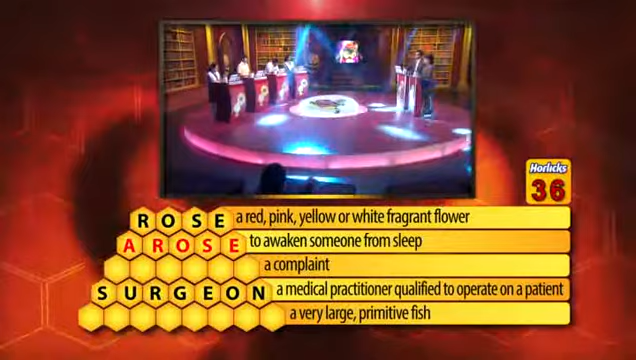 Horlicks
36
ROSE a red, pink, yellow or white fragrant flower
AROSE to awaken someone from sleep
a complaint
SURGEON a medical practitioner qualified to operate on a patient
a very large, primitive fish